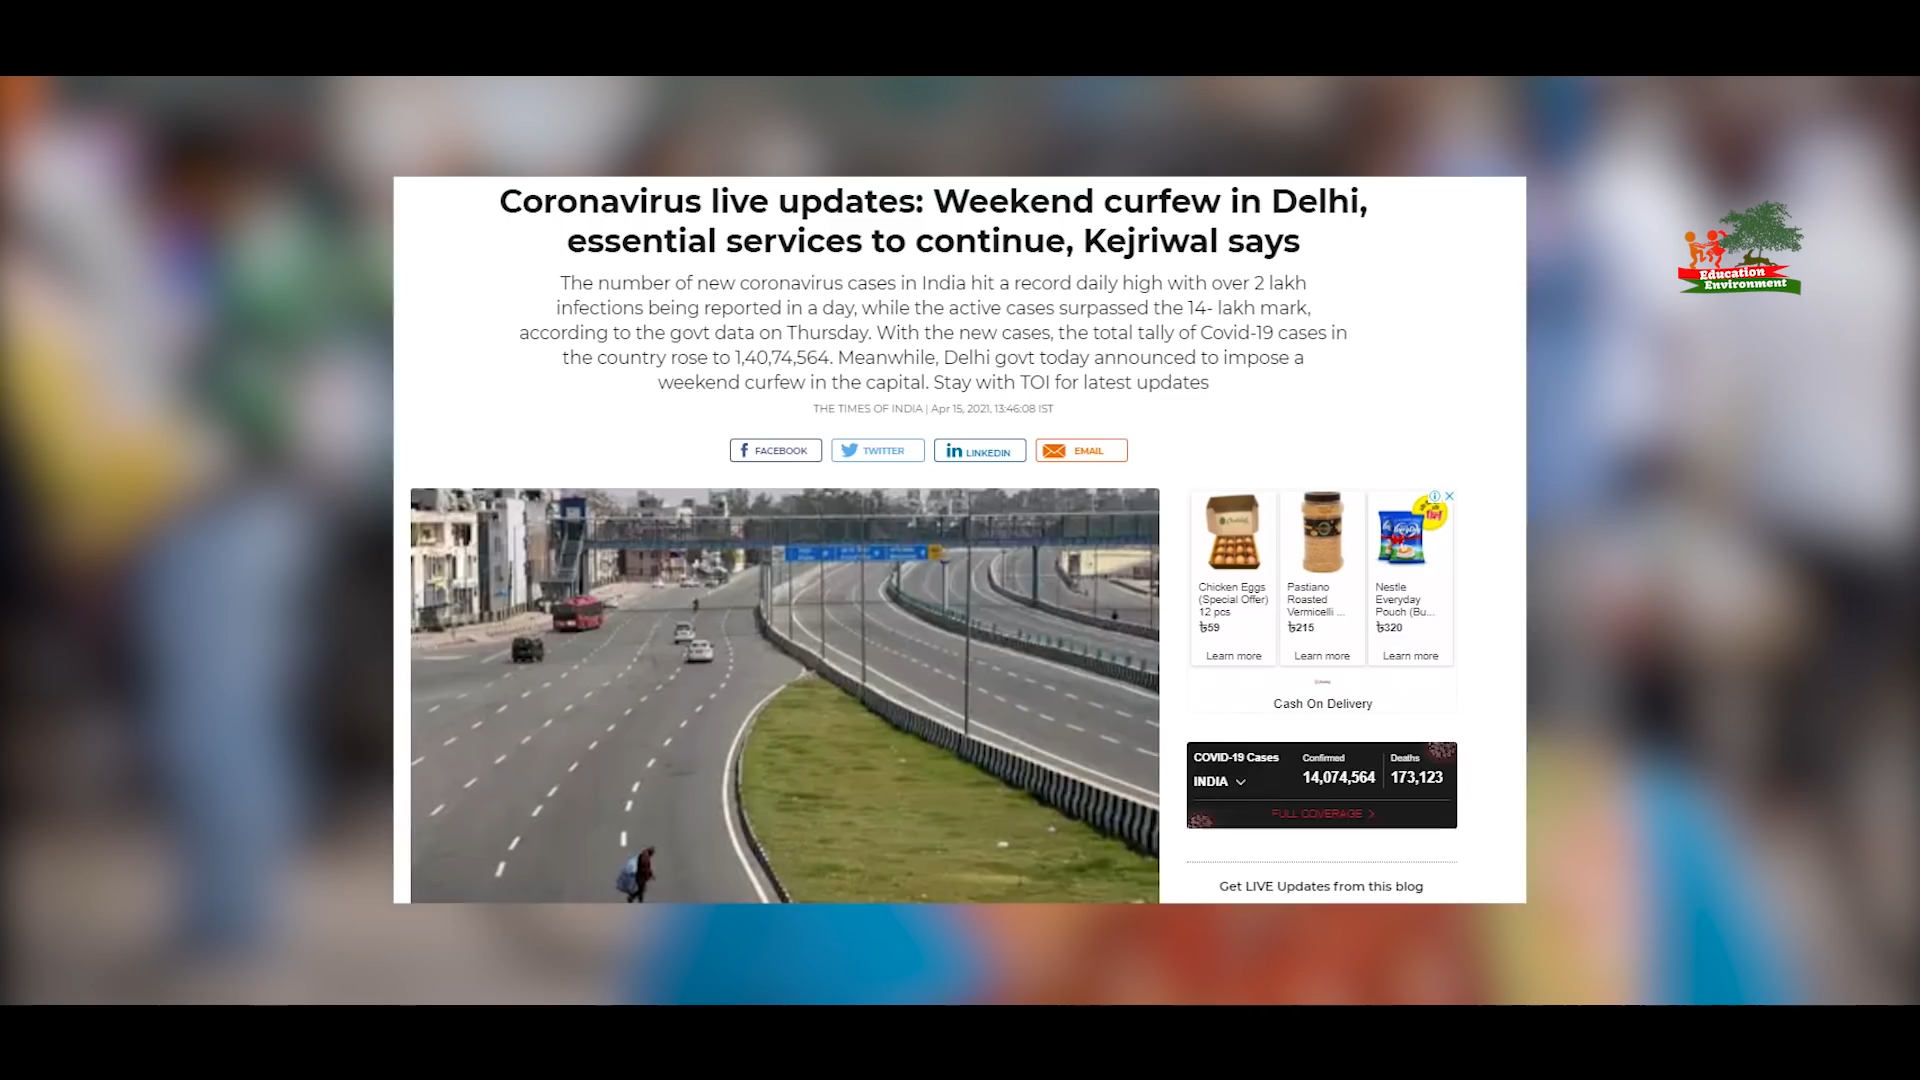 Coronavirus live updates: Weekend curfew in Delhi,
essential services to continue, Kejriwal says
The number of new coronavirus cases in India hit a record daily high with over 2 lakh
infections being reported in a day, while the active cases surpassed the 14- lakh mark,
according to the govt data on Thursday. With the new cases, the total tally of Covid-19 cases in
the country rose to 1,40,74,564. Meanwhile, Delhi govt today announced to impose a
weekend curfew in the capital. Stay with TOI for latest updates
THE TIMES OF INDIA | Apr 15, 2021, 13:46:08 IST
FACEBOOK
TWITTER
LINKEDIN
EMAIL
Education
Environment
Chicken Eggs
(Special Offer)
12 pcs
৳59
Learn more
Pastiano
Roasted
Vermicelli ...
৳215
Learn more
Nestle
Everyday
Pouch (Bu...
৳320
Learn more
Cash On Delivery
COVID-19 Cases
INDIA
Confirmed
14,074,564
Deaths
173,123
FULL COVERAGE
Get LIVE Updates from this blog